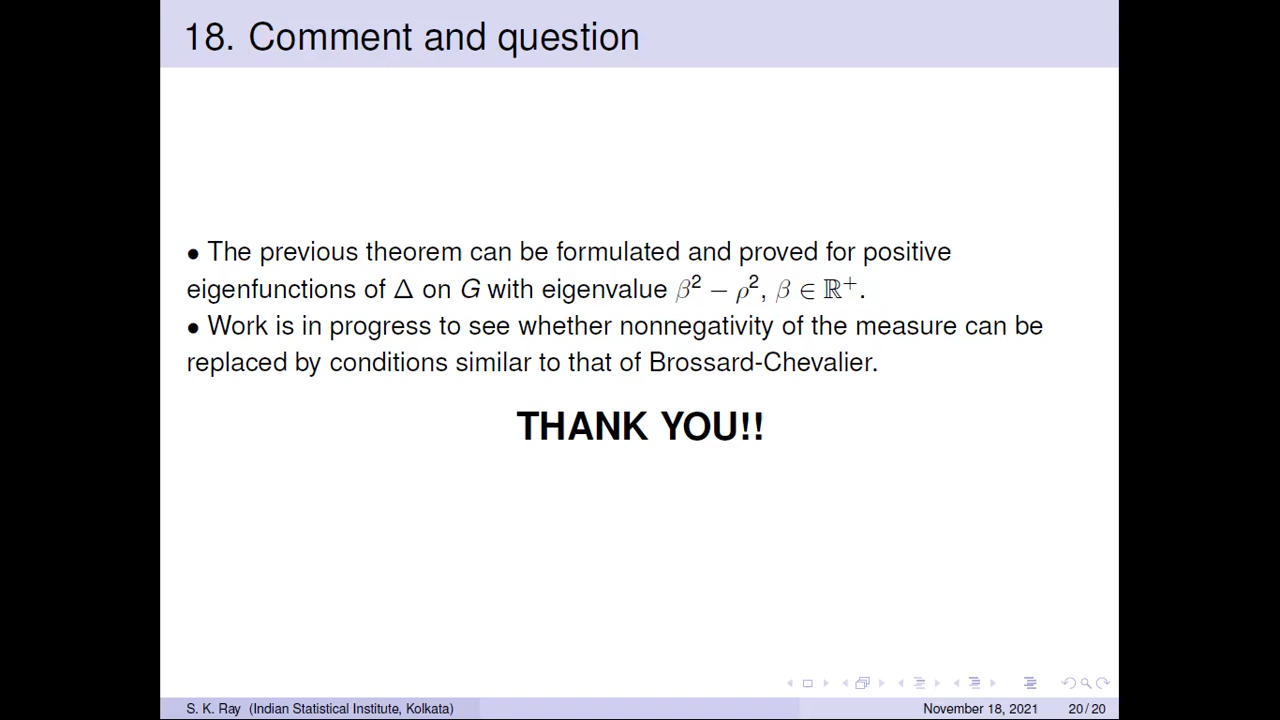 18. Comment and question
• The previous theorem can be formulated and proved for positive
eigenfunctions of Δ on G with eigenvalue β² − ρ², β ∈ ℝ⁺.
• Work is in progress to see whether nonnegativity of the measure can be
replaced by conditions similar to that of Brossard-Chevalier.
THANK YOU!!
S. K. Ray (Indian Statistical Institute, Kolkata) November 18, 2021 20/20